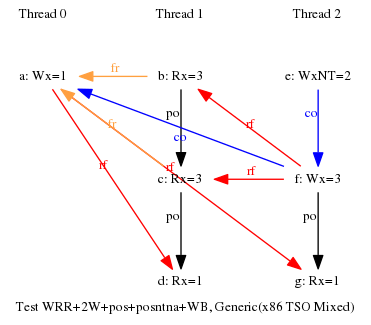 Thread 0 Thread 1 Thread 2
fr
a: Wx=1 b: Rx=3 e: WxNT=2
po co
fr rf
co
rf rf rf
c: Rx=3 f: Wx=3
po po
d: Rx=1 g: Rx=1
Test WRR+2W+pos+posntna+WB, Generic(x86 TSO Mixed)